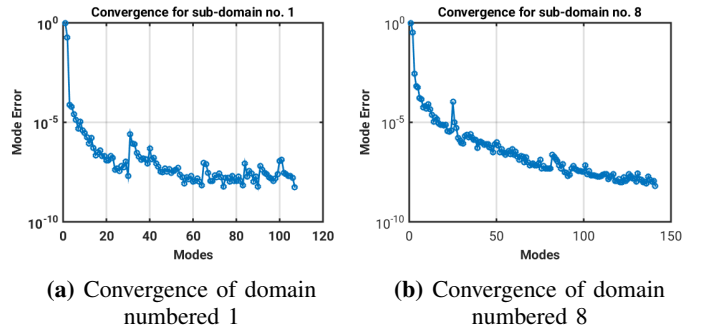 Convergence for sub-domain no. 1
10^0
10^-5
10^-10
Mode Error
0 20 40 60 80 100 120
Modes
(a) Convergence of domain
numbered 1
Convergence for sub-domain no. 8
10^0
10^-5
10^-10
Mode Error
0 50 100 150
Modes
(b) Convergence of domain
numbered 8